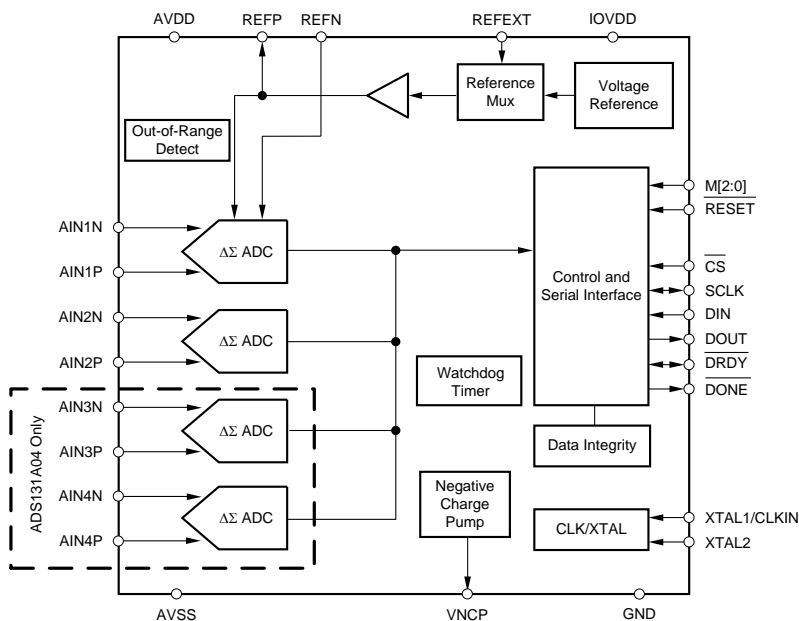 AVDD
REFP
REFN
REFEXT
IOVDD
Reference
Mux
Voltage
Reference
Out-of-Range
Detect
M[2:0]
RESET
AIN1N
ΔΣ ADC
AIN1P
Control and
Serial Interface
CS
SCLK
DIN
DOUT
DRDY
DONE
AIN2N
ΔΣ ADC
AIN2P
Watchdog
Timer
ADS131A04 Only
AIN3N
ΔΣ ADC
AIN3P
Data Integrity
AIN4N
ΔΣ ADC
AIN4P
Negative
Charge
Pump
CLK/XTAL
XTAL1/CLKIN
XTAL2
AVSS
VNCP
GND